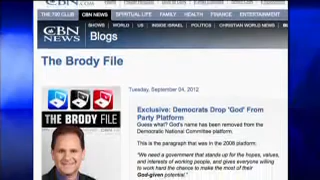 CBN
NEWS
.COM
THE 700 CLUB CBN NEWS SPIRITUAL LIFE FAMILY HEALTH FINANCE ENTERTAINMENT
SHOWS WORLD US INSIDE ISRAEL POLITICS CHRISTIAN WORLD NEWS
CBN
NEWS
Blogs
The Brody File
THE BRODY FILE
Tuesday, September 04, 2012
Exclusive: Democrats Drop 'God' From
Party Platform
Guess what? God's name has been removed from the
Democratic National Committee platform.
This is the paragraph that was in the 2008 platform:
"We need a government that stands up for the hopes, values,
and interests of working people, and gives everyone willing
to work hard the chance to make the most of their
God-given potential."